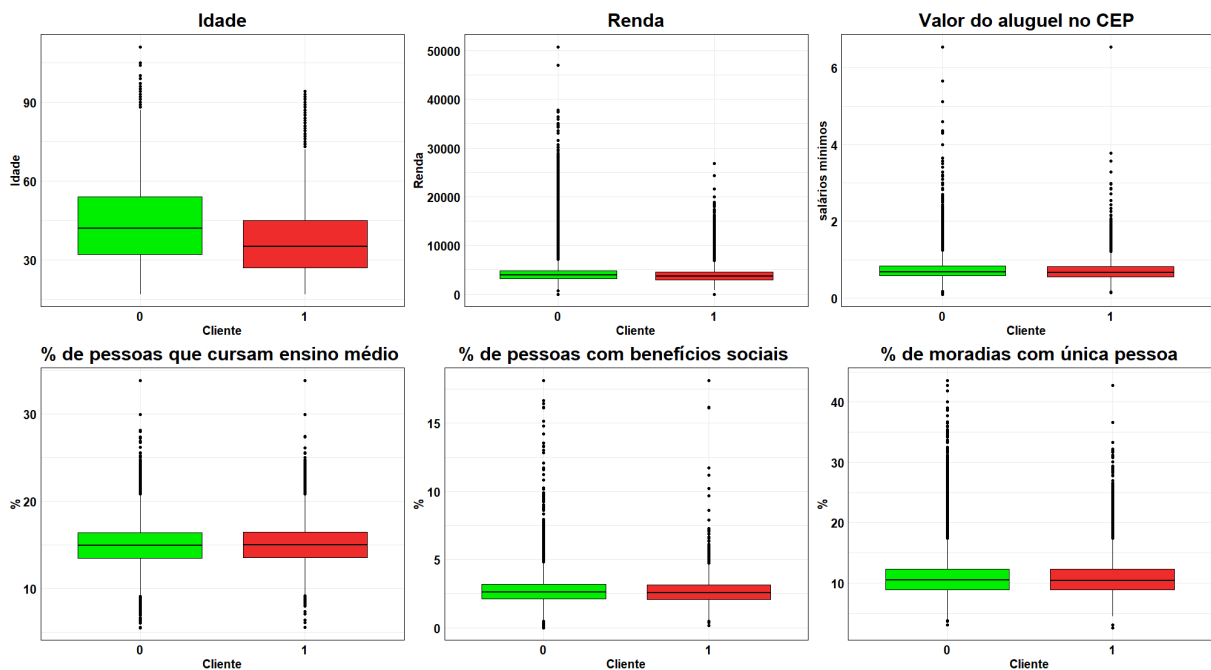 Idade
Idade
90
60
30
0 1
Cliente
Renda
Renda
50000
40000
30000
20000
10000
0
0 1
Cliente
Valor do aluguel no CEP
salários mínimos
6
4
2
0
0 1
Cliente
% de pessoas que cursam ensino médio
%
30
20
10
0 1
Cliente
% de pessoas com benefícios sociais
%
15
10
5
0
0 1
Cliente
% de moradias com única pessoa
%
40
30
20
10
0 1
Cliente